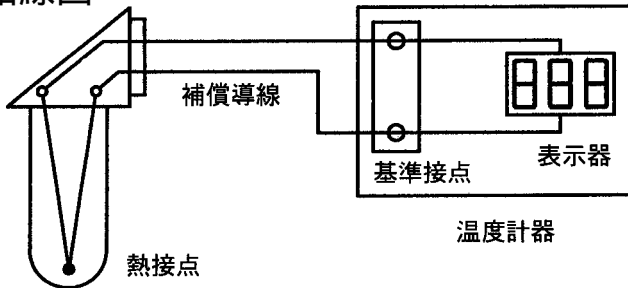 補償導線
基準接点
表示器
温度計器
熱接点